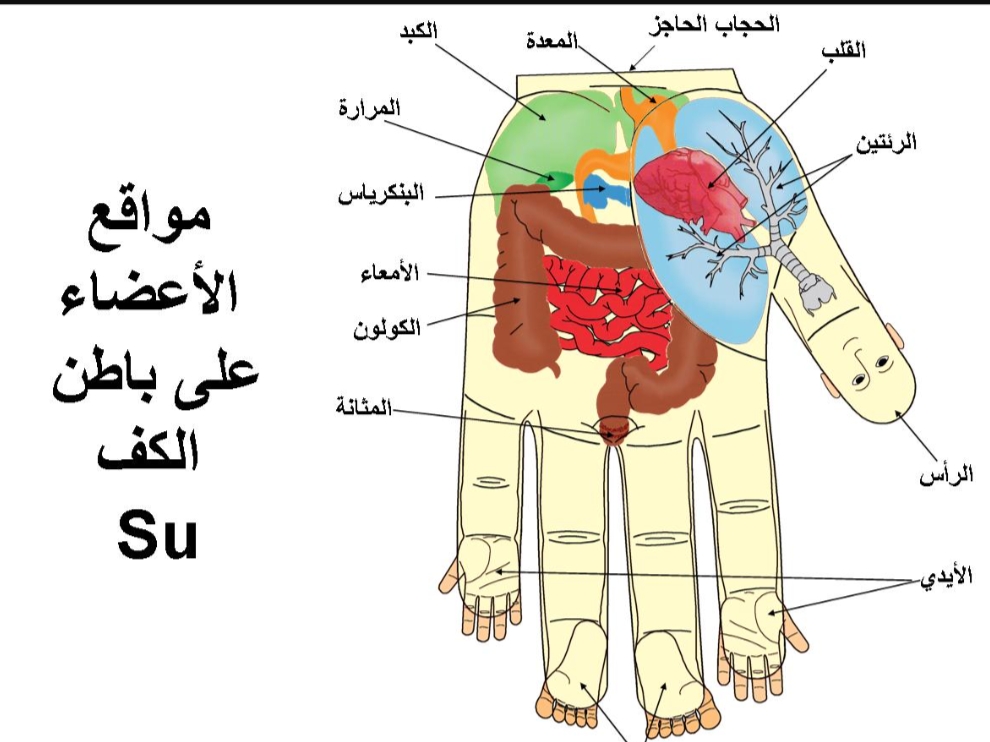 مواقع
الأعضاء
على باطن
الكف
Su
الكبد
المعدة
الحجاب الحاجز
القلب
المرارة
الرئتين
البنكرياس
الأمعاء
الكولون
المثانة
الرأس
الأيدي